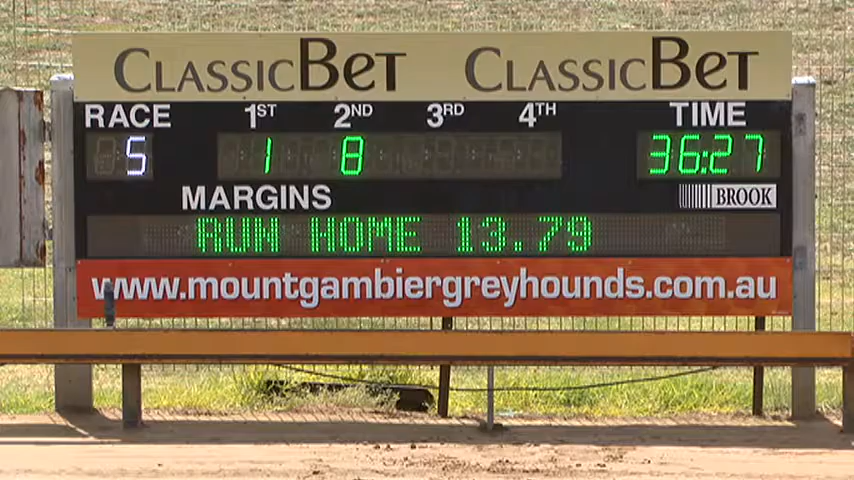 CLASSICBET CLASSICBET
RACE 1ST 2ND 3RD 4TH TIME
5 1 8 36:27
MARGINS BROOK
RUN HOME 13.79
www.mountgambiergreyhounds.com.au